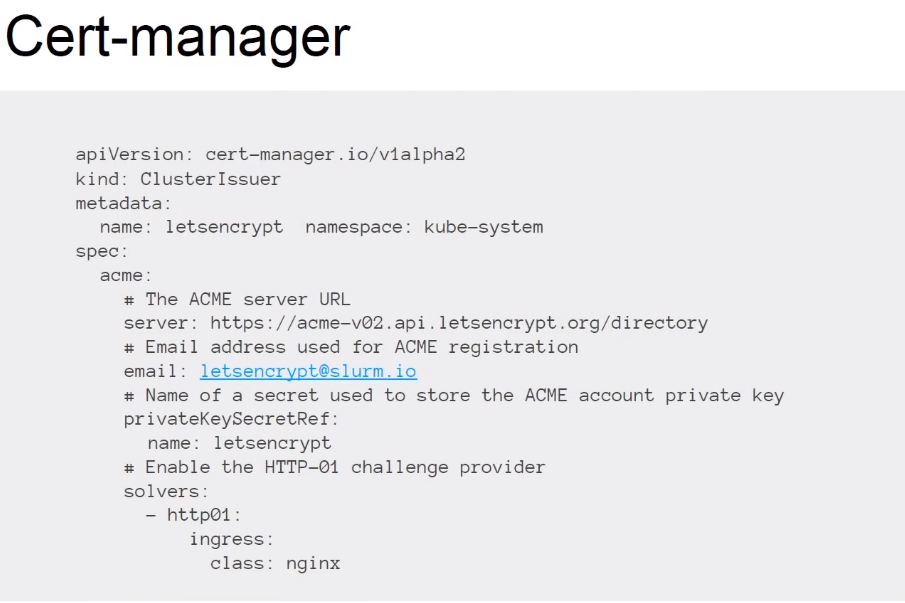 Cert-manager
apiVersion: cert-manager.io/v1alpha2
kind: ClusterIssuer
metadata:
  name: letsencrypt  namespace: kube-system
spec:
  acme:
    # The ACME server URL
    server: https://acme-v02.api.letsencrypt.org/directory
    # Email address used for ACME registration
    email: letsencrypt@slurm.io
    # Name of a secret used to store the ACME account private key
    privateKeySecretRef:
      name: letsencrypt
    # Enable the HTTP-01 challenge provider
    solvers:
      - http01:
          ingress:
            class: nginx